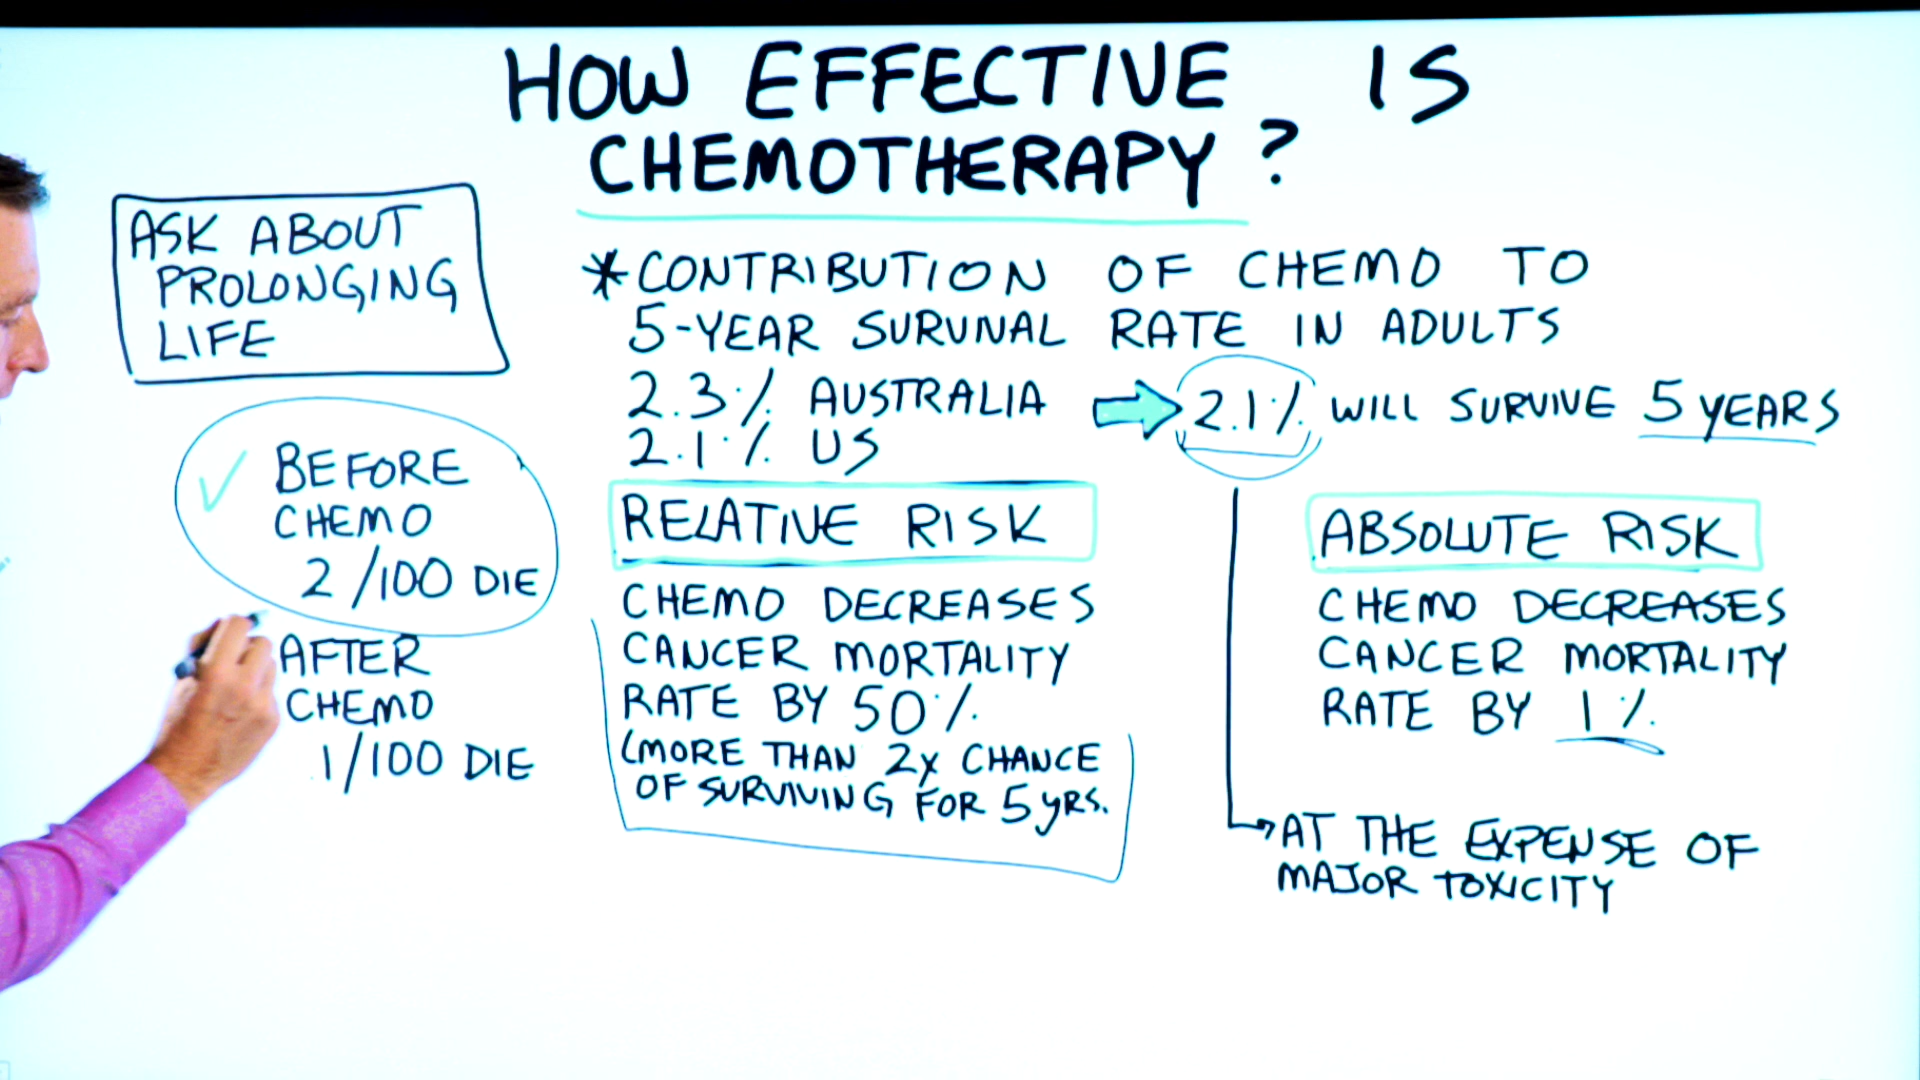 HOW EFFECTIVE IS
CHEMOTHERAPY?
ASK ABOUT
PROLONGING
LIFE
*CONTRIBUTION OF CHEMO TO
5-YEAR SURVIVAL RATE IN ADULTS
2.3% AUSTRALIA
2.1% US
2.1% WILL SURVIVE 5 YEARS
BEFORE
CHEMO
2/100 DIE
AFTER
CHEMO
1/100 DIE
RELATIVE RISK
CHEMO DECREASES
CANCER MORTALITY
RATE BY 50%
(MORE THAN 2X CHANCE
OF SURVIVING FOR 5 YRS.
ABSOLUTE RISK
CHEMO DECREASES
CANCER MORTALITY
RATE BY 1%
AT THE EXPENSE OF
MAJOR TOXICITY